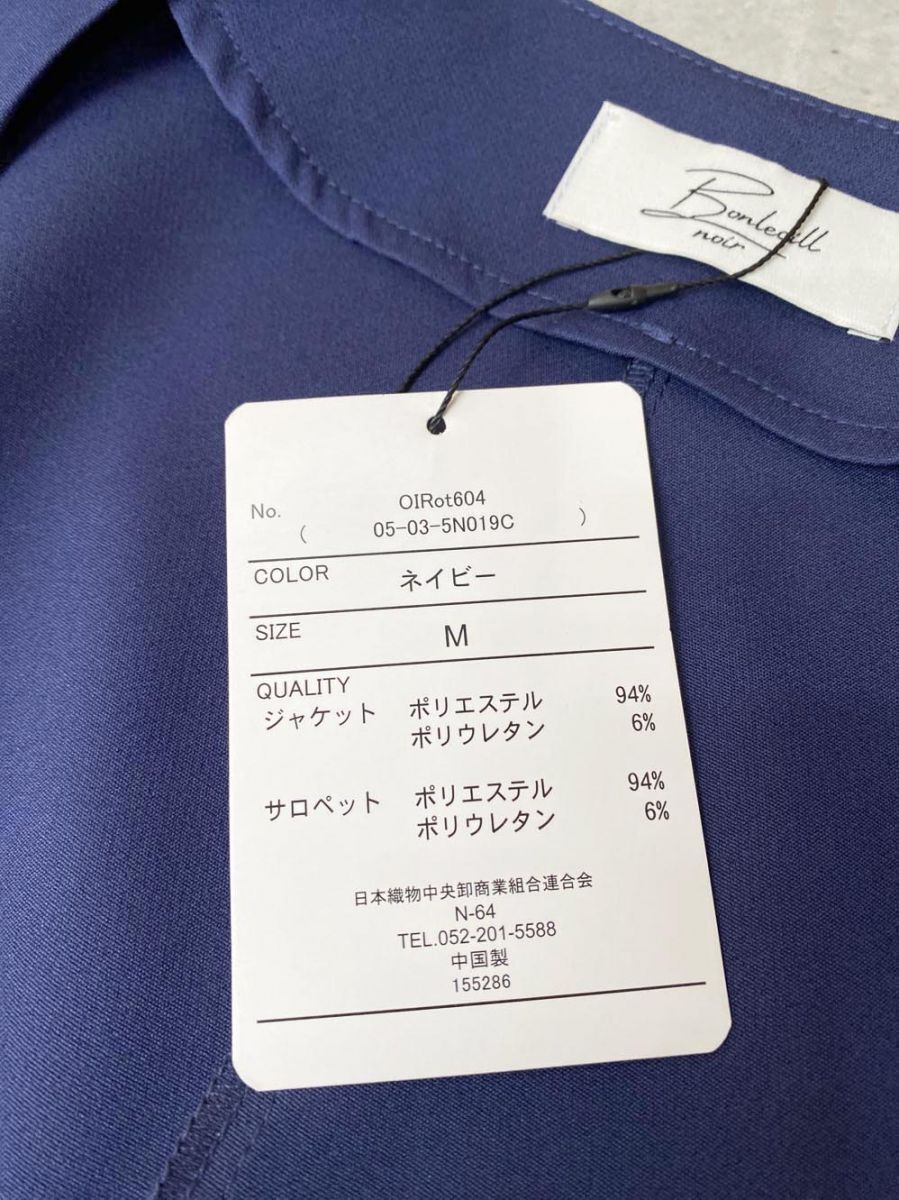 Bonlecill
noir
No. OIRot604
( 05-03-5N019C )
COLOR ネイビー
SIZE M
QUALITY
ジャケット ポリエステル 94%
ポリウレタン 6%
サロペット ポリエステル 94%
ポリウレタン 6%
日本織物中央卸商業組合連合会
N-64
TEL.052-201-5588
中国製
155286